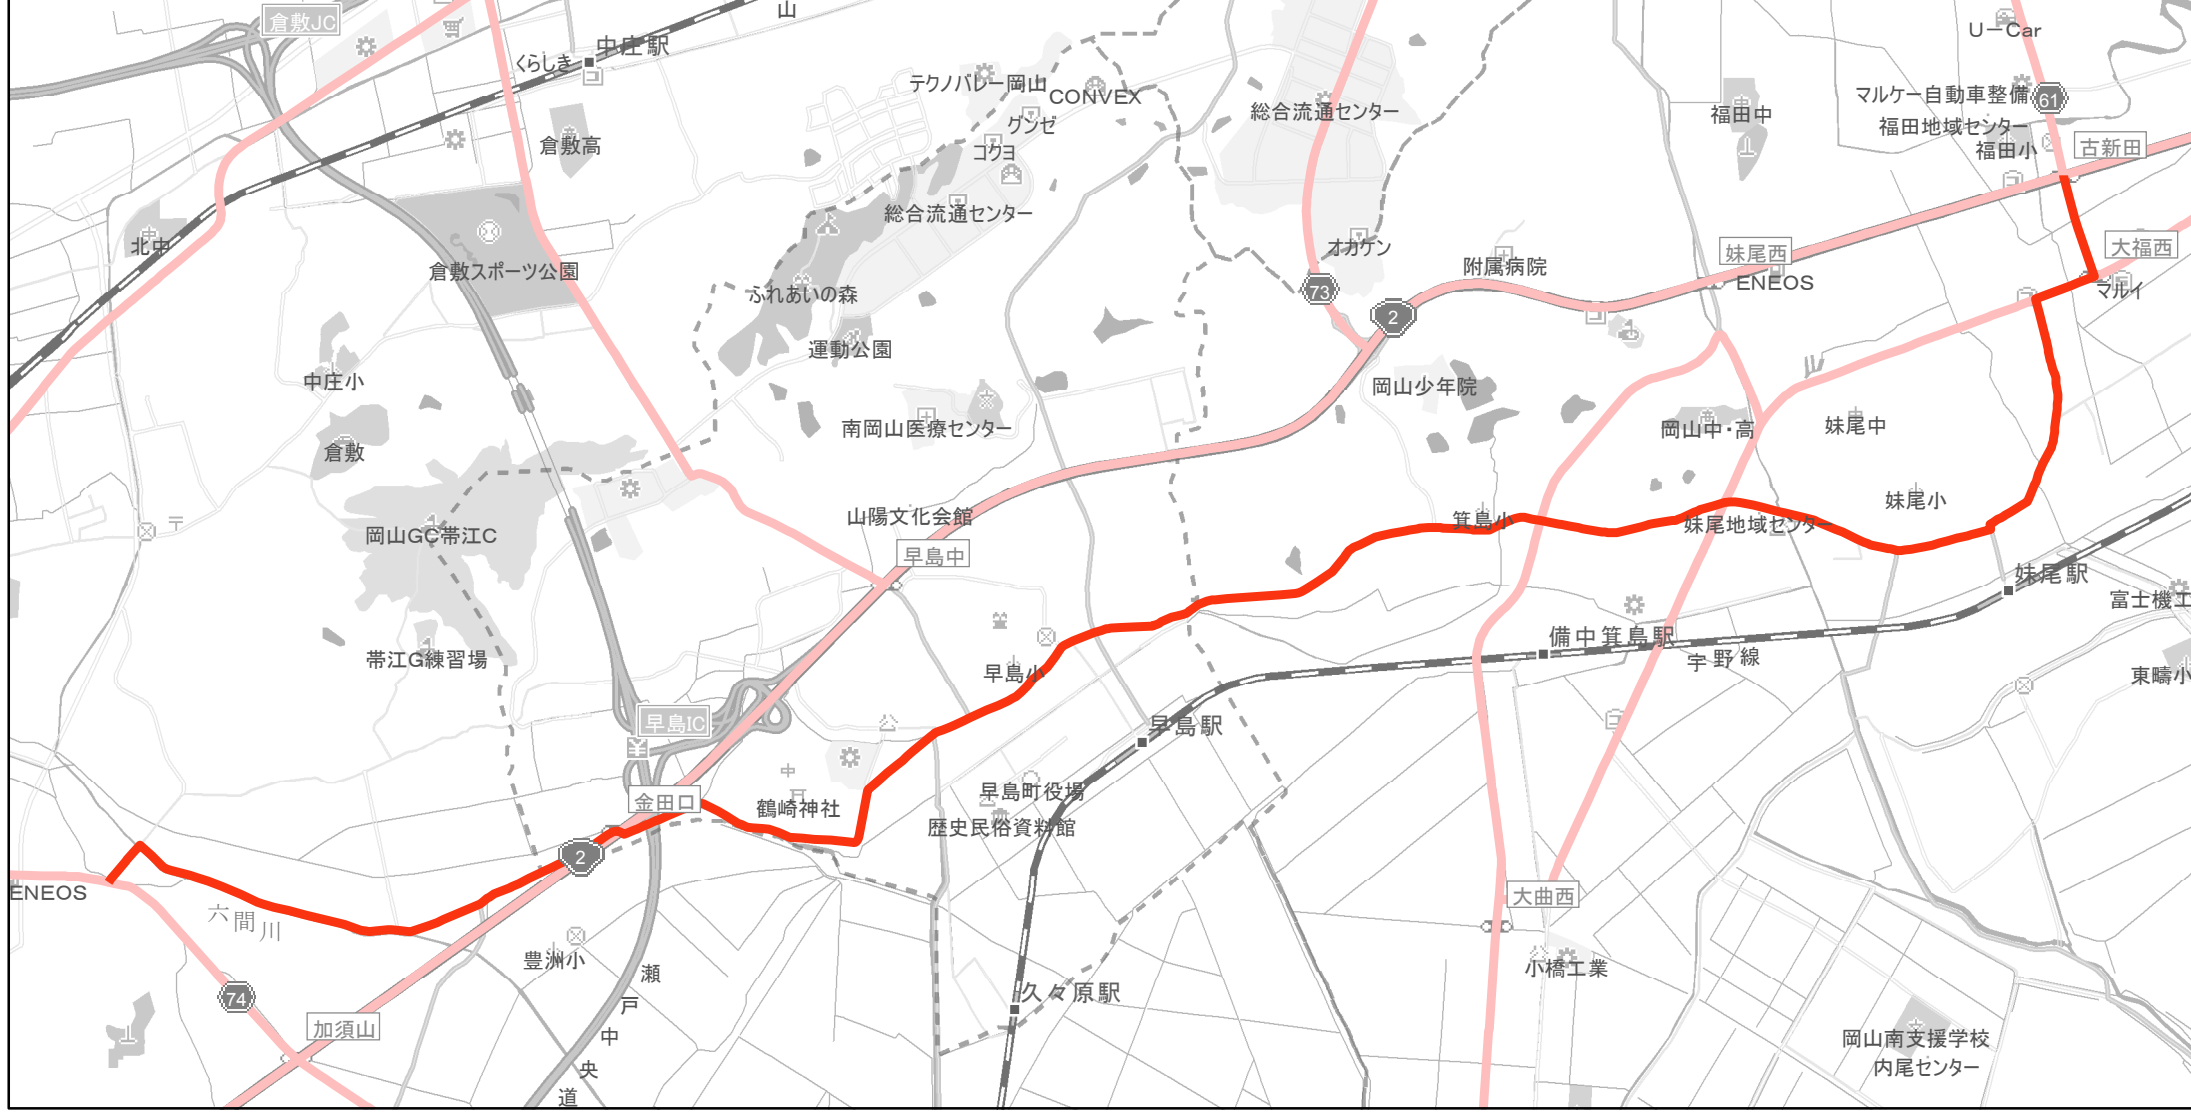 倉敷JC
山
U－Car
中庄駅
くらしき
テクノパレー岡山
CONVEX
マルケー自動車整備
61
グンゼ
総合流通センター
福田中
福田地域センター
倉敷高
コクヨ
福田小
古新田
総合流通センター
北中
オカケン
妹尾西
大福西
倉敷スポーツ公園
附属病院
ENEOS
ふれあいの森
73
マルイ
2
運動公園
中庄小
岡山少年院
南岡山医療センター
岡山中・高
妹尾中
倉敷
妹尾小
山陽文化会館
箕島小
妹尾地域センター
岡山GC帯江C
早島中
妹尾駅
富士機工
備中箕島駅
宇野線
帯江G練習場
早島小
東疇小
早島IC
早島駅
¥
中
金田口
鶴崎神社
早島町役場
歴史民俗資料館
2
ENEOS
大曲西
六間川
豊洲小
瀬戸中央道
小橋工業
74
久々原駅
加須山
岡山南支援学校
内尾センター